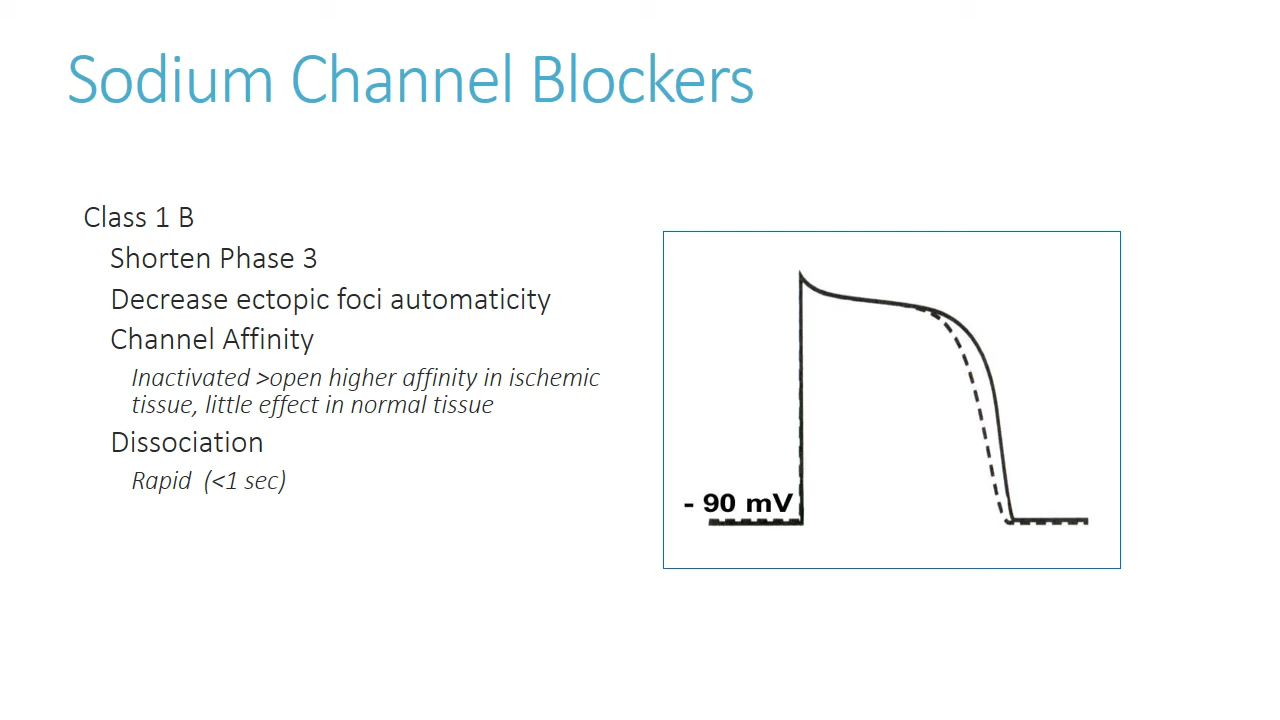 Sodium Channel Blockers
Class 1 B
Shorten Phase 3
Decrease ectopic foci automaticity
Channel Affinity
Inactivated >open higher affinity in ischemic
tissue, little effect in normal tissue
Dissociation
Rapid  (<1 sec)
- 90 mV